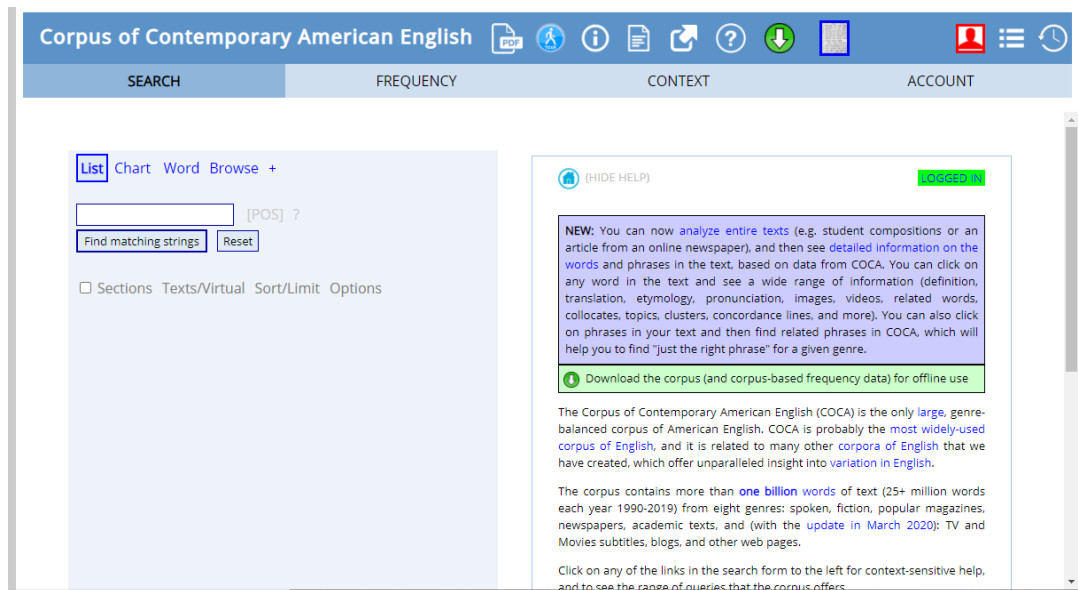 Corpus of Contemporary American English
PDF
SEARCH FREQUENCY CONTEXT ACCOUNT
List Chart Word Browse +
[POS] ?
Find matching strings Reset
Sections Texts/Virtual Sort/Limit Options
(HIDE HELP) LOGGED IN
NEW: You can now analyze entire texts (e.g. student compositions or an
article from an online newspaper), and then see detailed information on the
words and phrases in the text, based on data from COCA. You can click on
any word in the text and see a wide range of information (definition,
translation, etymology, pronunciation, images, videos, related words,
collocates, topics, clusters, concordance lines, and more). You can also click
on phrases in your text and then find related phrases in COCA, which will
help you to find "just the right phrase" for a given genre.
Download the corpus (and corpus-based frequency data) for offline use
The Corpus of Contemporary American English (COCA) is the only large, genre-
balanced corpus of American English. COCA is probably the most widely-used
corpus of English, and it is related to many other corpora of English that we
have created, which offer unparalleled insight into variation in English.
The corpus contains more than one billion words of text (25+ million words
each year 1990-2019) from eight genres: spoken, fiction, popular magazines,
newspapers, academic texts, and (with the update in March 2020): TV and
Movies subtitles, blogs, and other web pages.
Click on any of the links in the search form to the left for context-sensitive help,
and to see the range of queries that the corpus offers